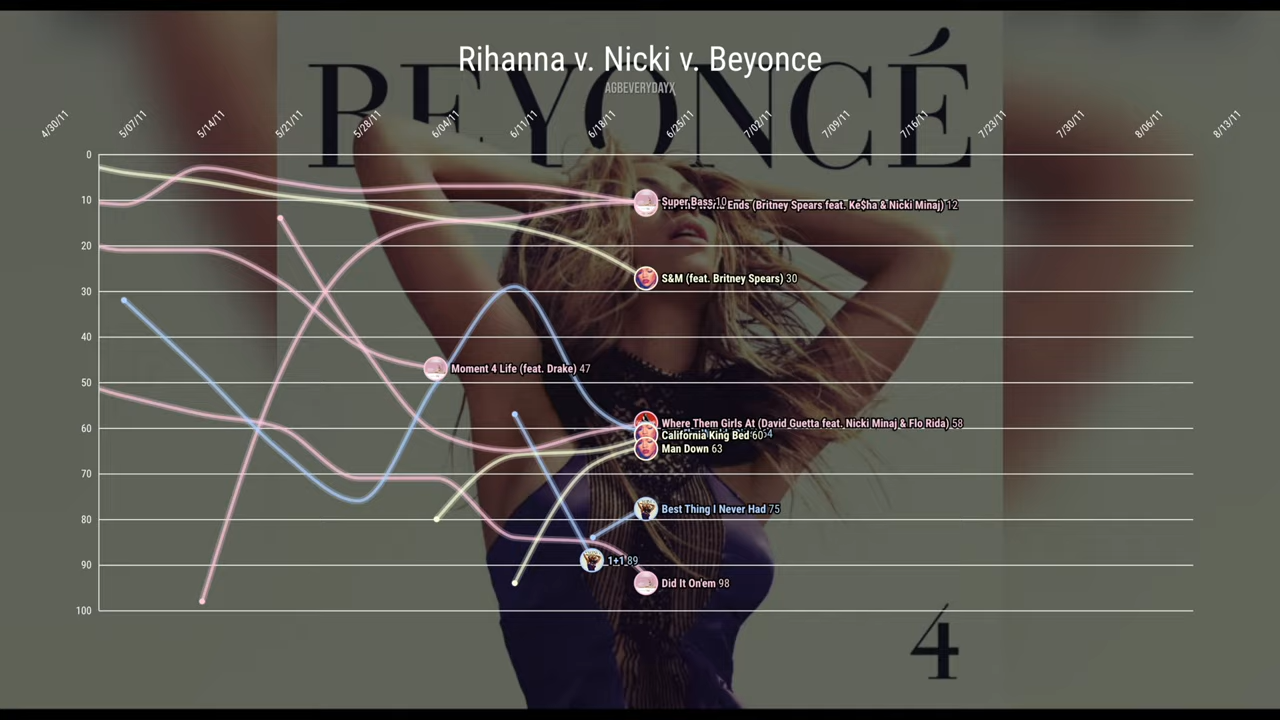 BEYONCÉ
Rihanna v. Nicki v. Beyonce
AGBEVERYDAYX
4/30/11 5/07/11 5/14/11 5/21/11 5/28/11 6/04/11 6/11/11 6/18/11 6/25/11 7/02/11 7/09/11 7/16/11 7/23/11 7/30/11 8/06/11 8/13/11
0
10
Super Bass 10
Ends (Britney Spears feat. Ke$ha & Nicki Minaj) 12
20
S&M (feat. Britney Spears) 30
30
40
Moment 4 Life (feat. Drake) 47
50
Where Them Girls At (David Guetta feat. Nicki Minaj & Flo Rida) 58
60
California King Bed 60
Man Down 63
70
Best Thing I Never Had 75
80
1+1 89
90
Did It On'em 98
100
4